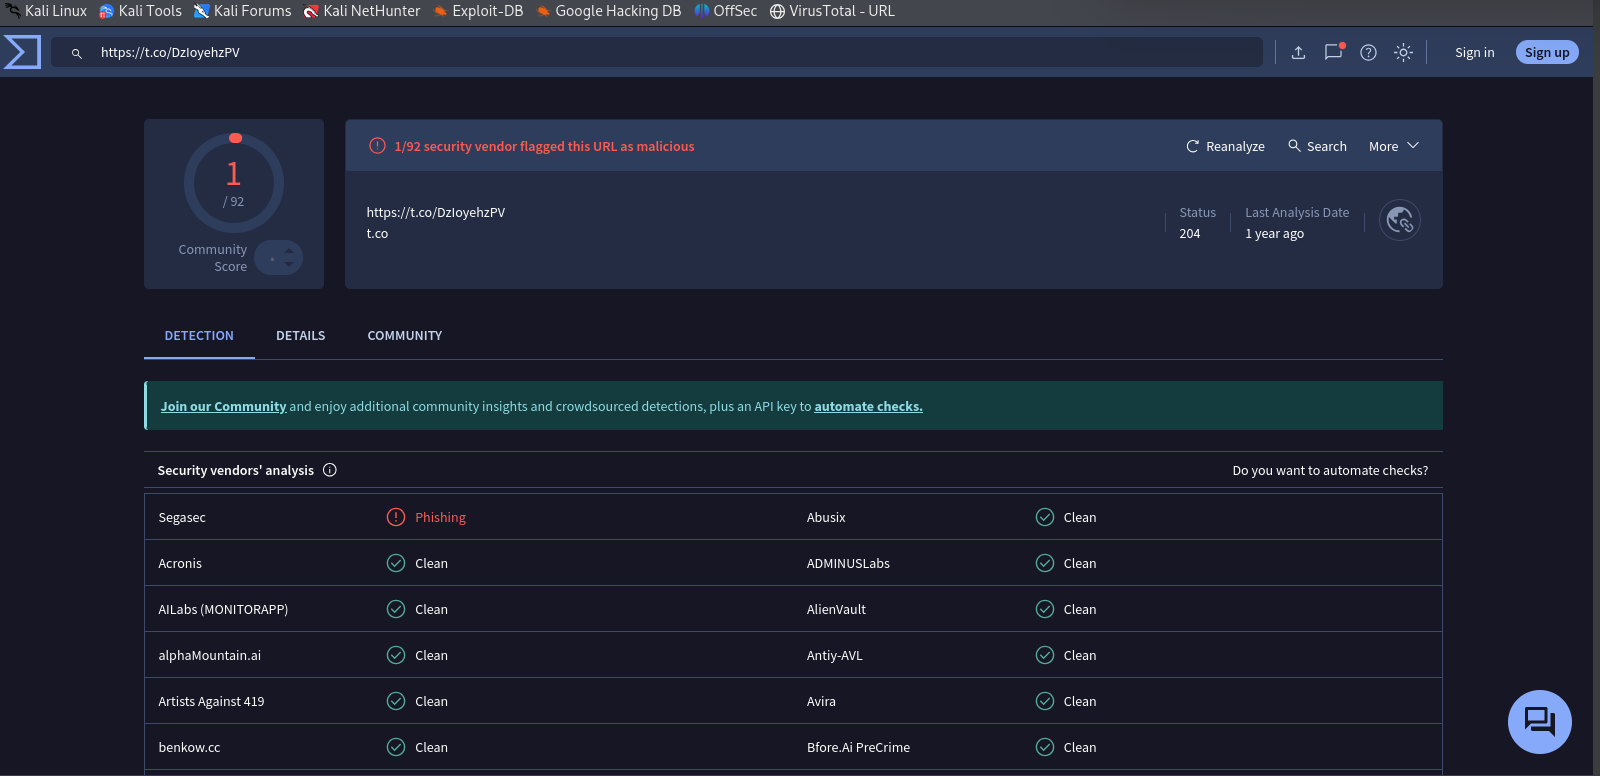 Kali Linux Kali Tools Kali Forums Kali NetHunter Exploit-DB Google Hacking DB OffSec VirusTotal - URL
https://t.co/DzIoyehzPV Sign in Sign up
1
/ 92
Community
Score
1/92 security vendor flagged this URL as malicious Reanalyze Search More
https://t.co/DzIoyehzPV
t.co
Status
204
Last Analysis Date
1 year ago
DETECTION DETAILS COMMUNITY
Join our Community and enjoy additional community insights and crowdsourced detections, plus an API key to automate checks.
Security vendors' analysis Do you want to automate checks?
Segasec Phishing Abusix Clean
Acronis Clean ADMINUSLabs Clean
AILabs (MONITORAPP) Clean AlienVault Clean
alphaMountain.ai Clean Antiy-AVL Clean
Artists Against 419 Clean Avira Clean
benkow.cc Clean Bfore.Ai PreCrime Clean